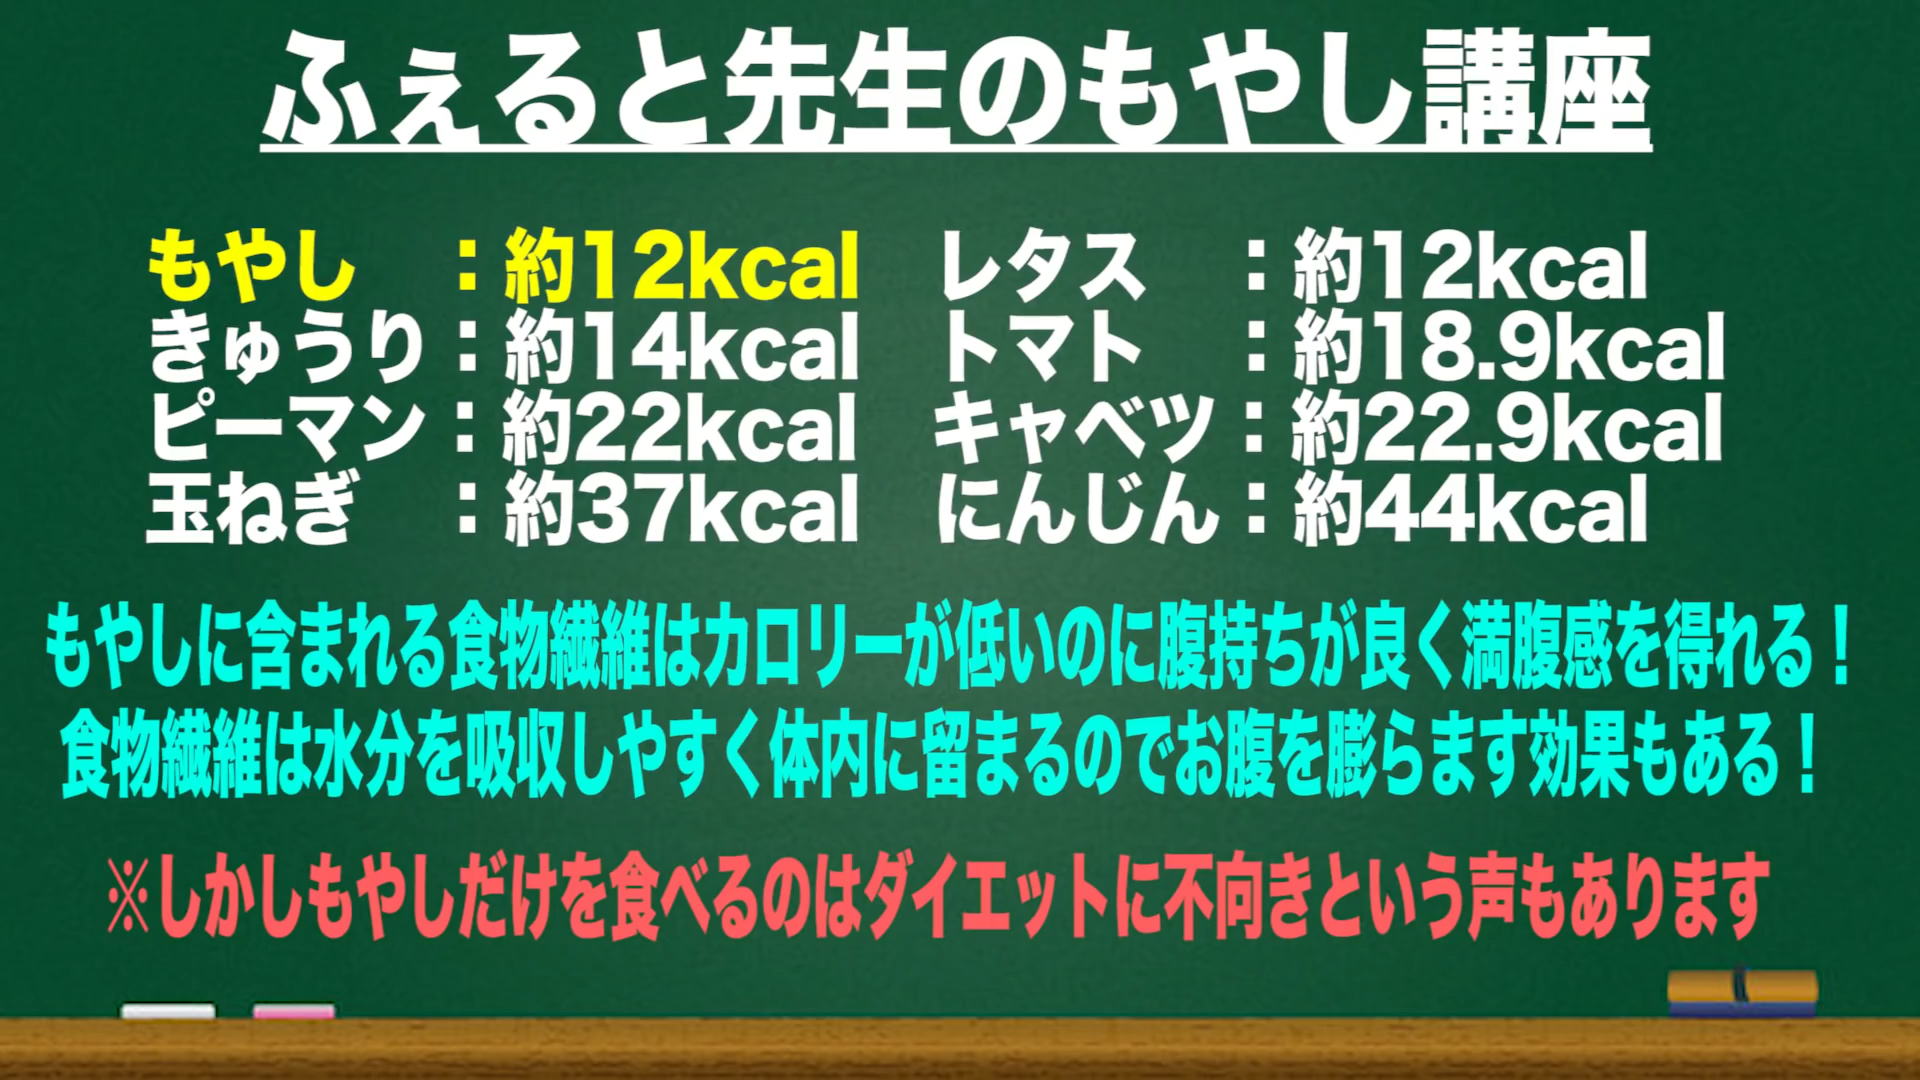 ふぇると先生のもやし講座
もやし　：約12kcal　レタス　：約12kcal
きゅうり：約14kcal　トマト　：約18.9kcal
ピーマン：約22kcal　キャベツ：約22.9kcal
玉ねぎ　：約37kcal　にんじん：約44kcal
もやしに含まれる食物繊維はカロリーが低いのに腹持ちが良く満腹感を得れる！
食物繊維は水分を吸収しやすく体内に留まるのでお腹を膨らます効果もある！
※しかしもやしだけを食べるのはダイエットに不向きという声もあります